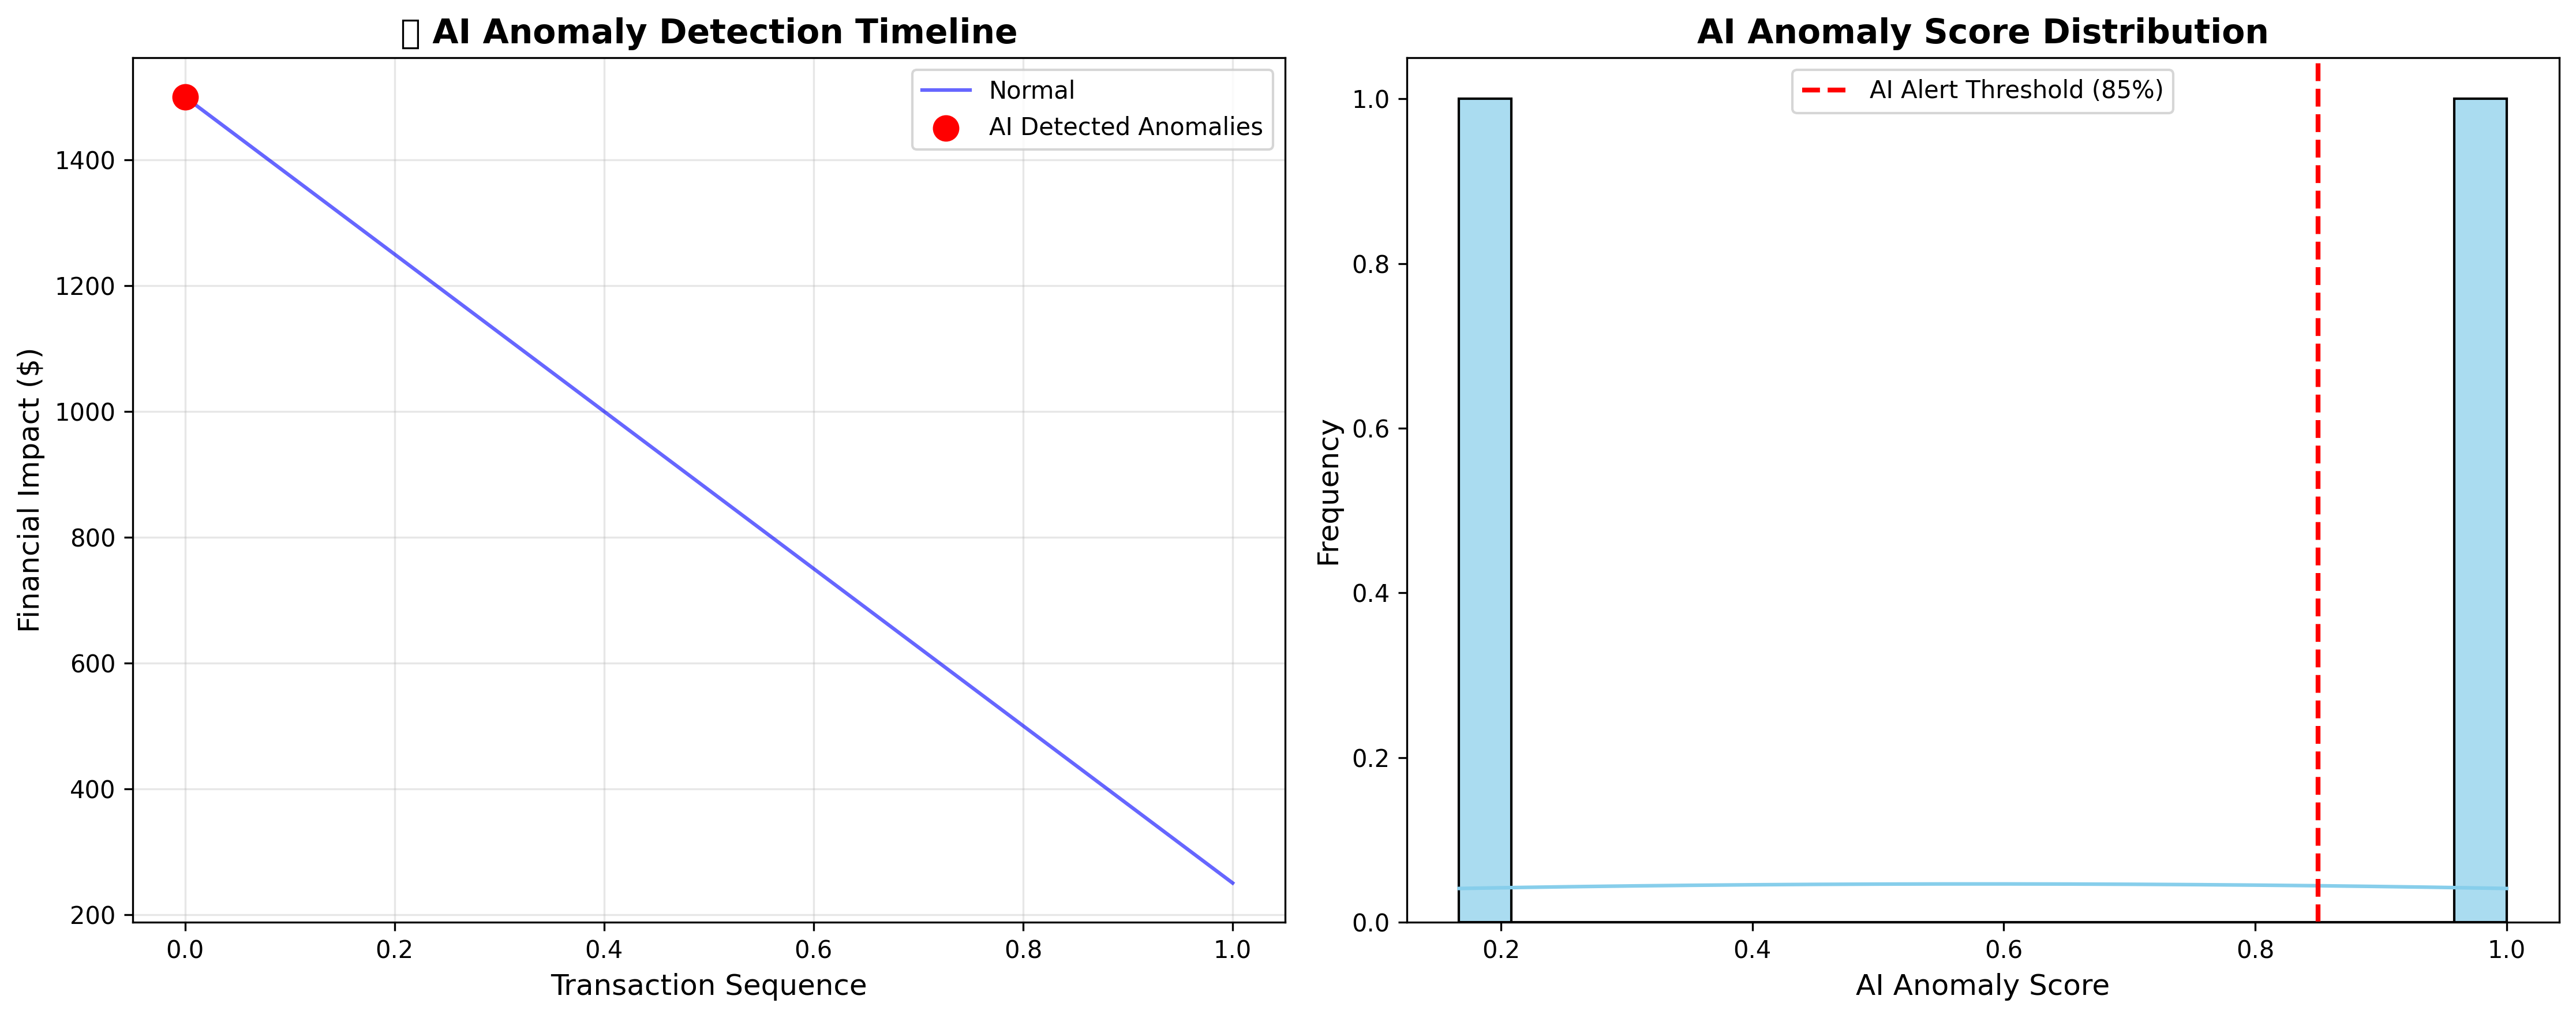 ▯ AI Anomaly Detection Timeline
Normal
AI Detected Anomalies
Financial Impact ($)
1400
1200
1000
800
600
400
200
0.0 0.2 0.4 0.6 0.8 1.0
Transaction Sequence
AI Anomaly Score Distribution
AI Alert Threshold (85%)
Frequency
1.0
0.8
0.6
0.4
0.2
0.0
0.2 0.4 0.6 0.8 1.0
AI Anomaly Score